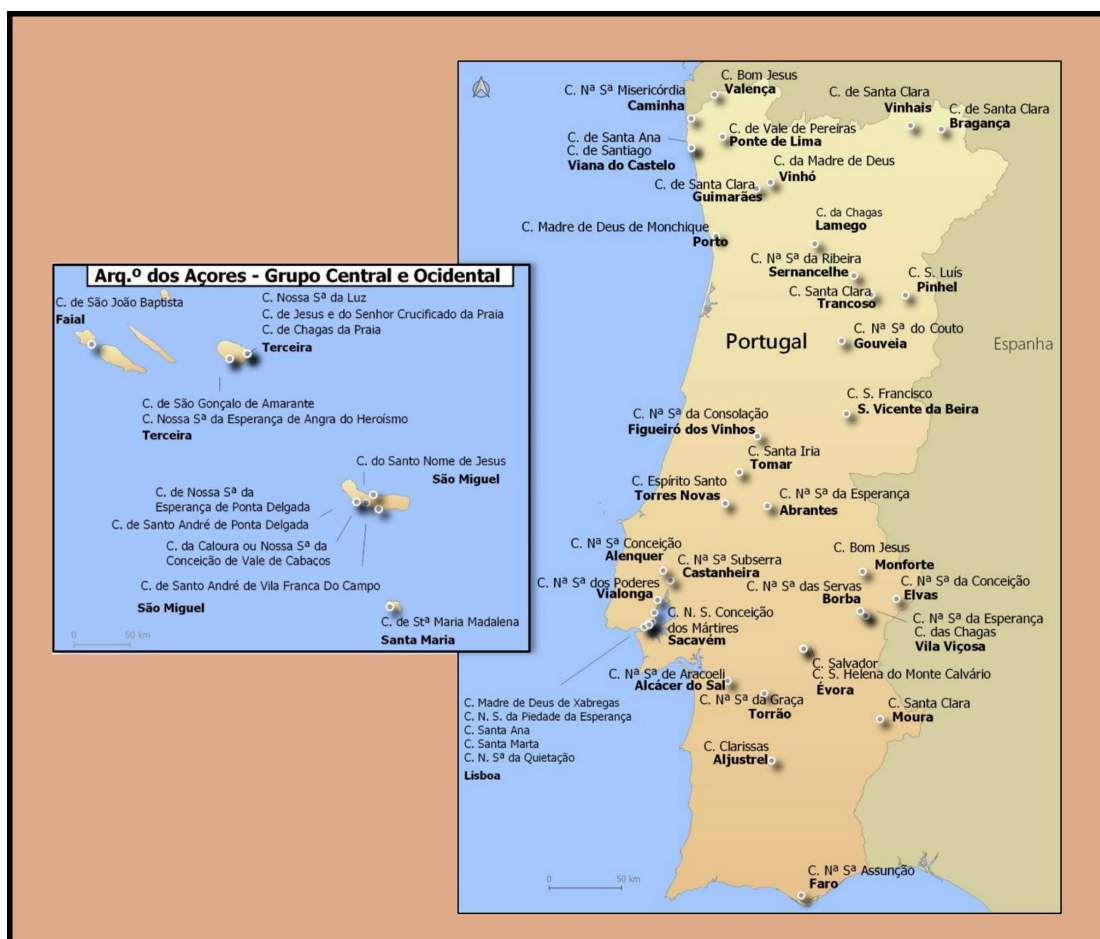 Arq.º dos Açores - Grupo Central e Ocidental
C. de São João Baptista
Faial
C. Nossa Sª da Luz
C. de Jesus e do Senhor Crucificado da Praia
C. de Chagas da Praia
Terceira
C. de São Gonçalo de Amarante
C. Nossa Sª da Esperança de Angra do Heroísmo
Terceira
C. do Santo Nome de Jesus
São Miguel
C. de Nossa Sª da
Esperança de Ponta Delgada
C. de Santo André de Ponta Delgada
C. da Caloura ou Nossa Sª da
Conceição de Vale de Cabaços
C. de Santo André de Vila Franca Do Campo
São Miguel
C. de Stª Maria Madalena
Santa Maria
0 50 km
C. Bom Jesus
Valença
C. Nª Sª Misericórdia
Caminha
C. de Santa Clara
Vinhais
C. de Santa Clara
Bragança
C. de Vale de Pereiras
Ponte de Lima
C. de Santa Ana
C. de Santiago
Viana do Castelo
C. da Madre de Deus
Vinhó
C. de Santa Clara
Guimarães
C. da Chagas
Lamego
C. Madre de Deus de Monchique
Porto
C. Nª Sª da Ribeira
Sernancelhe
C. S. Luís
Pinhel
C. Santa Clara
Trancoso
C. Nª Sª do Couto
Gouveia
Portugal
Espanha
C. S. Francisco
S. Vicente da Beira
C. Nª Sª da Consolação
Figueiró dos Vinhos
C. Santa Iria
Tomar
C. Espírito Santo
Torres Novas
C. Nª Sª da Esperança
Abrantes
C. Nª Sª Conceição
Alenquer
C. Nª Sª Subserra
Castanheira
C. Bom Jesus
Monforte
C. Nª Sª dos Poderes
Vialonga
C. Nª Sª das Servas
Borba
C. Nª Sª da Conceição
Elvas
C. N. S. Conceição
dos Mártires
Sacavém
C. Nª Sª da Esperança
C. das Chagas
Vila Viçosa
C. Salvador
C. S. Helena do Monte Calvário
Évora
C. Nª Sª de Aracoeli
Alcácer do Sal
C. Nª Sª da Graça
Torrão
C. Santa Clara
Moura
C. Madre de Deus de Xabregas
C. N. S. da Piedade da Esperança
C. Santa Ana
C. Santa Marta
C. N. Sª da Quietação
Lisboa
C. Clarissas
Aljustrel
C. Nª Sª Assunção
Faro
0 50 km